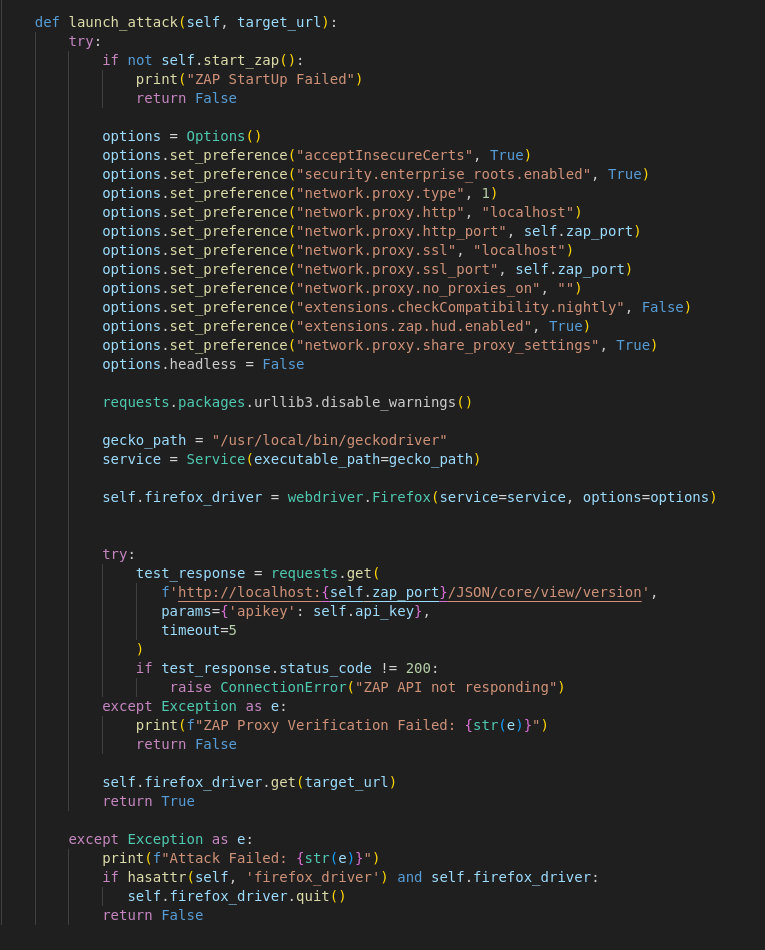 def launch_attack(self, target_url):
try:
if not self.start_zap():
print("ZAP StartUp Failed")
return False
options = Options()
options.set_preference("acceptInsecureCerts", True)
options.set_preference("security.enterprise_roots.enabled", True)
options.set_preference("network.proxy.type", 1)
options.set_preference("network.proxy.http", "localhost")
options.set_preference("network.proxy.http_port", self.zap_port)
options.set_preference("network.proxy.ssl", "localhost")
options.set_preference("network.proxy.ssl_port", self.zap_port)
options.set_preference("network.proxy.no_proxies_on", "")
options.set_preference("extensions.checkCompatibility.nightly", False)
options.set_preference("extensions.zap.hud.enabled", True)
options.set_preference("network.proxy.share_proxy_settings", True)
options.headless = False
requests.packages.urllib3.disable_warnings()
gecko_path = "/usr/local/bin/geckodriver"
service = Service(executable_path=gecko_path)
self.firefox_driver = webdriver.Firefox(service=service, options=options)
try:
test_response = requests.get(
f'http://localhost:{self.zap_port}/JSON/core/view/version',
params={'apikey': self.api_key},
timeout=5
)
if test_response.status_code != 200:
raise ConnectionError("ZAP API not responding")
except Exception as e:
print(f"ZAP Proxy Verification Failed: {str(e)}")
return False
self.firefox_driver.get(target_url)
return True
except Exception as e:
print(f"Attack Failed: {str(e)}")
if hasattr(self, 'firefox_driver') and self.firefox_driver:
self.firefox_driver.quit()
return False